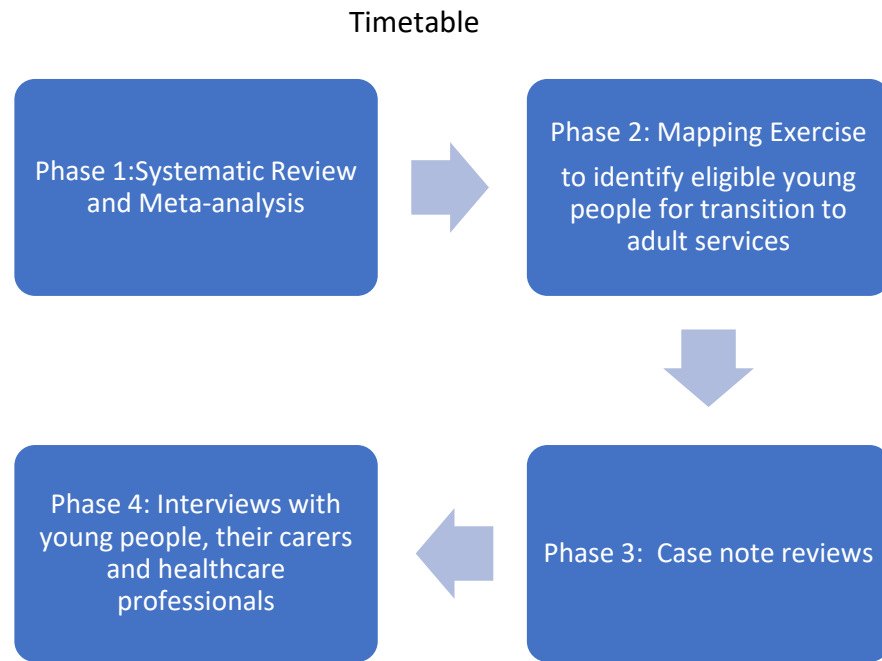 Timetable
Phase 1:Systematic Review
and Meta-analysis
Phase 2: Mapping Exercise
to identify eligible young
people for transition to
adult services
Phase 3:  Case note reviews
Phase 4: Interviews with
young people, their carers
and healthcare
professionals